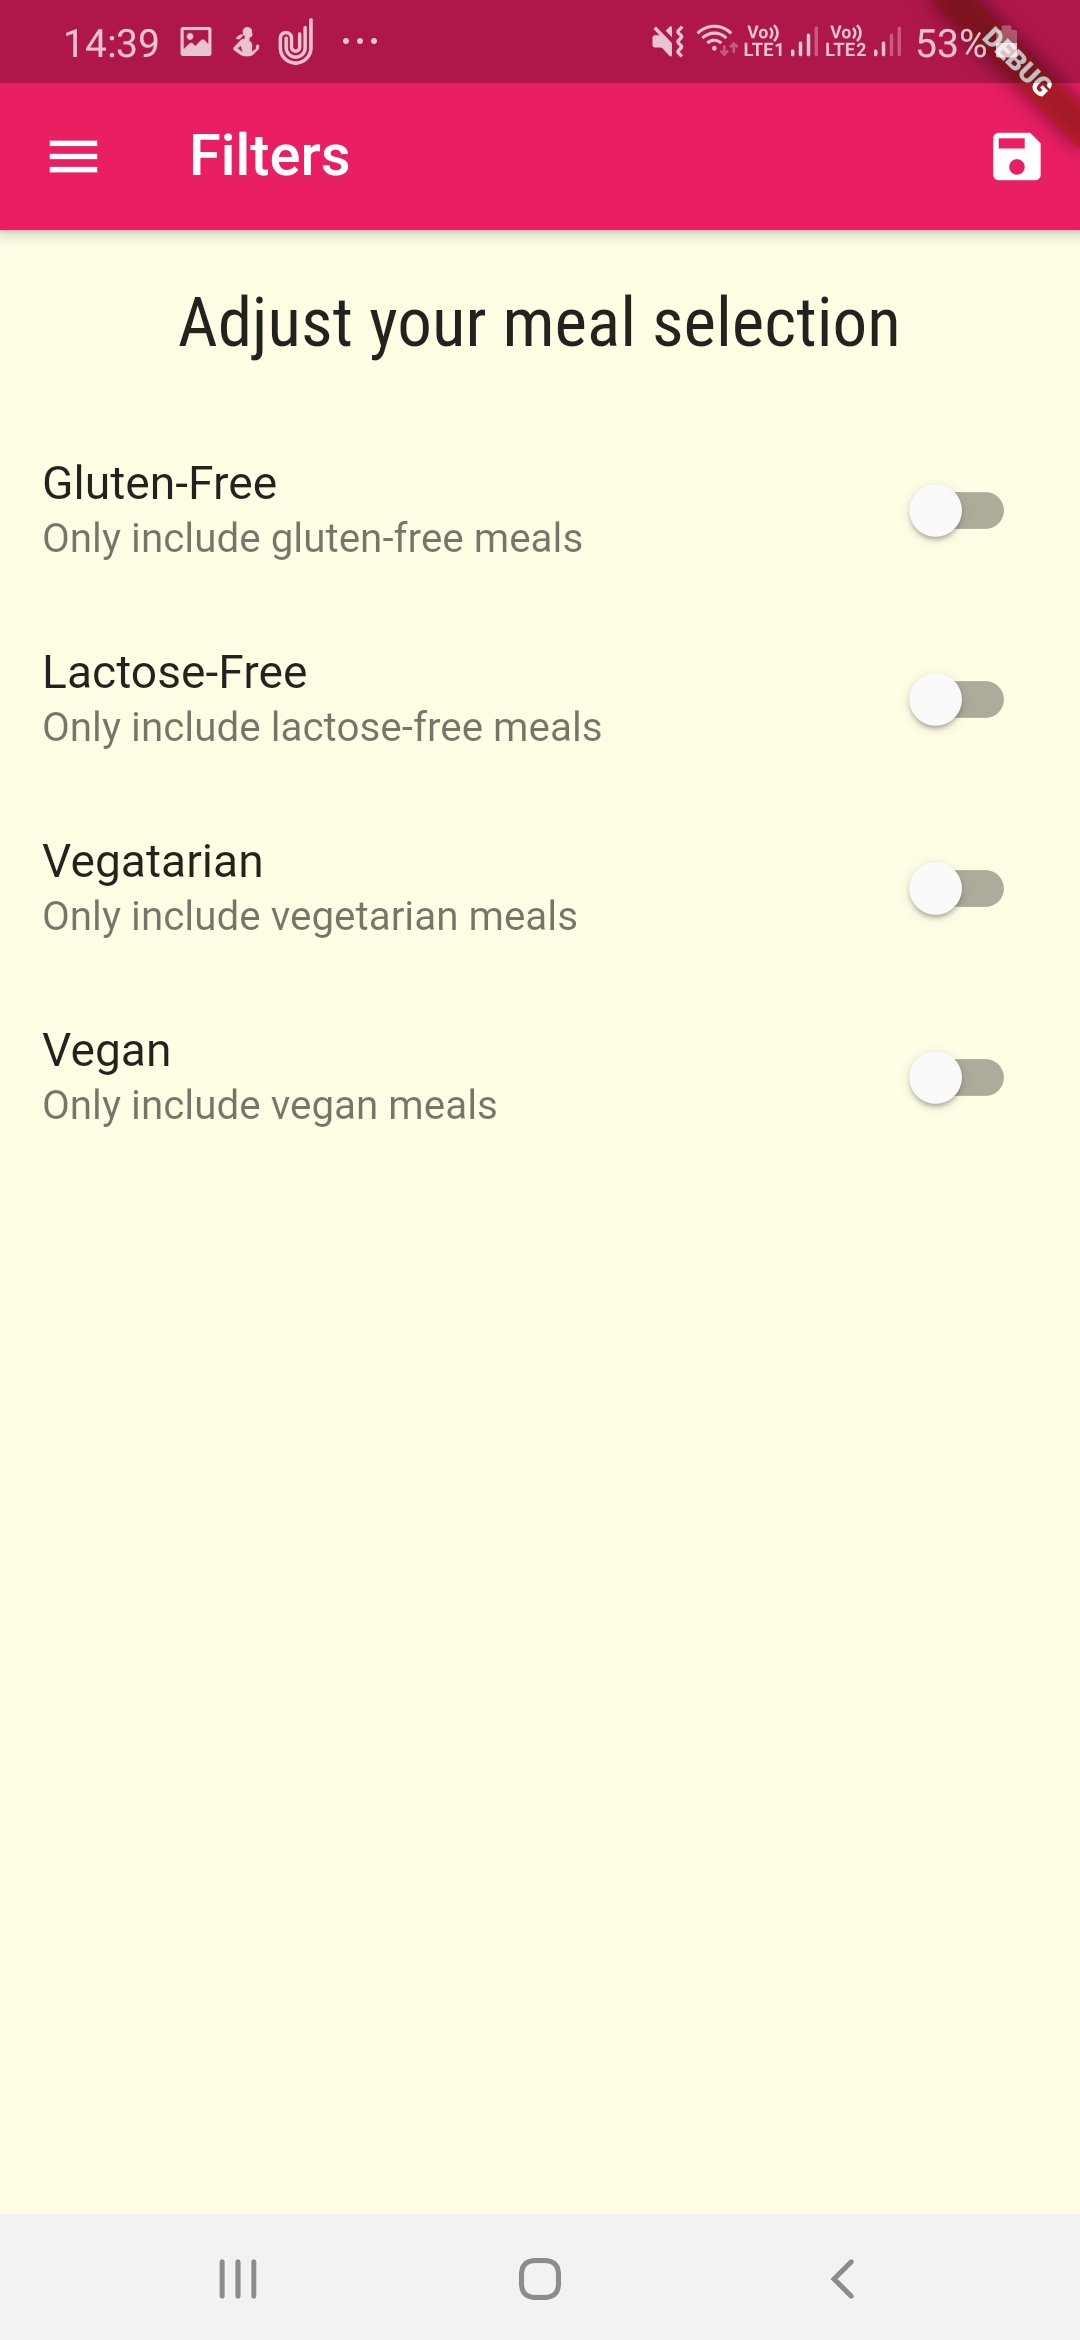 14:39 Vo)) LTE1 Vo)) LTE2 53%
DEBUG
Filters
Adjust your meal selection
Gluten-Free
Only include gluten-free meals
Lactose-Free
Only include lactose-free meals
Vegatarian
Only include vegetarian meals
Vegan
Only include vegan meals